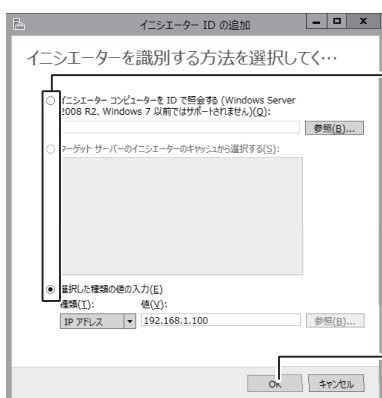 イニシエーター ID の追加
イニシエーターを識別する方法を選択してく…
イニシエーター コンピューターを ID で照会する (Windows Server
2008 R2、Windows 7 以前ではサポートされません)(Q):
参照(B)...
ターゲット サーバーのイニシエーターのキャッシュから選択する(S):
選択した種類の値の入力(E)
種類(T): 値(V):
IP アドレス 192.168.1.100 参照(B)...
OK キャンセル